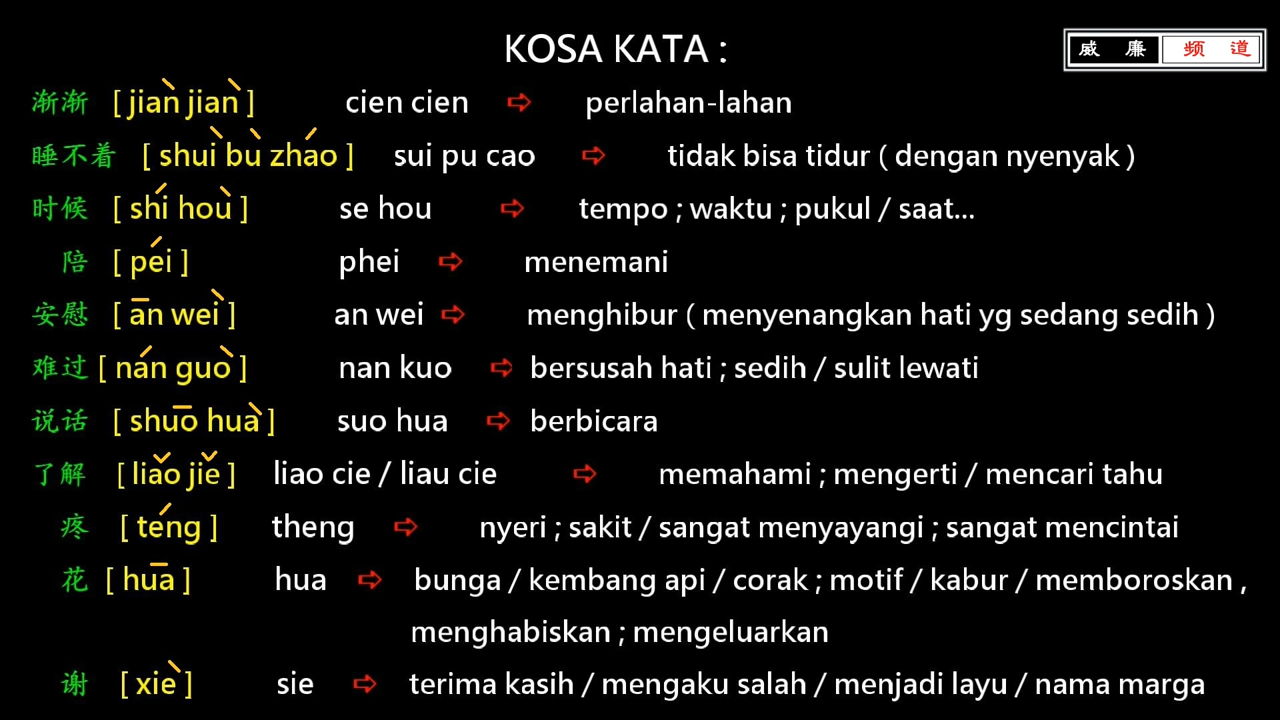 KOSA KATA :
威廉 频道
渐渐 [ jiàn jiàn ] cien cien ➪ perlahan-lahan
睡不着 [ shuì bù zháo ] sui pu cao ➪ tidak bisa tidur ( dengan nyenyak )
时候 [ shí hòu ] se hou ➪ tempo ; waktu ; pukul / saat...
陪 [ péi ] phei ➪ menemani
安慰 [ ān wèi ] an wei ➪ menghibur ( menyenangkan hati yg sedang sedih )
难过 [ nán guò ] nan kuo ➪ bersusah hati ; sedih / sulit lewati
说话 [ shuō huà ] suo hua ➪ berbicara
了解 [ liǎo jiě ] liao cie / liau cie ➪ memahami ; mengerti / mencari tahu
疼 [ téng ] theng ➪ nyeri ; sakit / sangat menyayangi ; sangat mencintai
花 [ huā ] hua ➪ bunga / kembang api / corak ; motif / kabur / memboroskan ,
menghabiskan ; mengeluarkan
谢 [ xiè ] sie ➪ terima kasih / mengaku salah / menjadi layu / nama marga